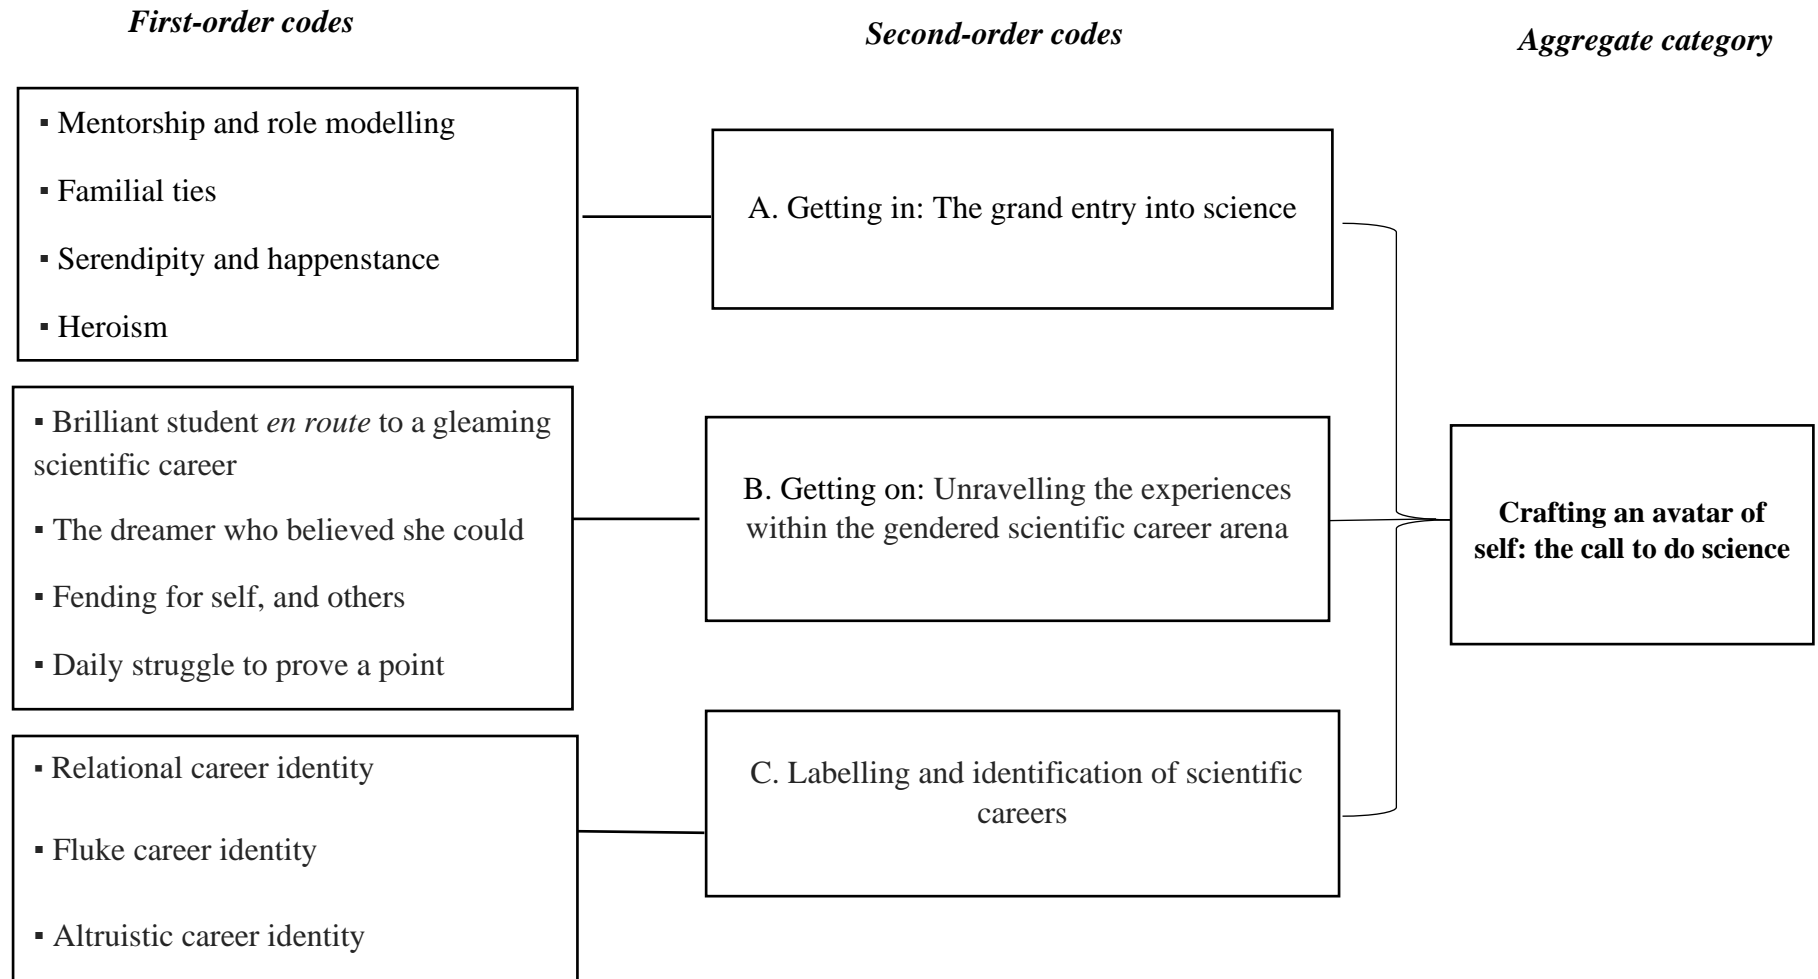 First-order codes
Second-order codes
Aggregate category
▪ Mentorship and role modelling
▪ Familial ties
▪ Serendipity and happenstance
▪ Heroism
A. Getting in: The grand entry into science
▪ Brilliant student en route to a gleaming
scientific career
▪ The dreamer who believed she could
▪ Fending for self, and others
▪ Daily struggle to prove a point
B. Getting on: Unravelling the experiences
within the gendered scientific career arena
▪ Relational career identity
▪ Fluke career identity
▪ Altruistic career identity
C. Labelling and identification of scientific
careers
Crafting an avatar of
self: the call to do science